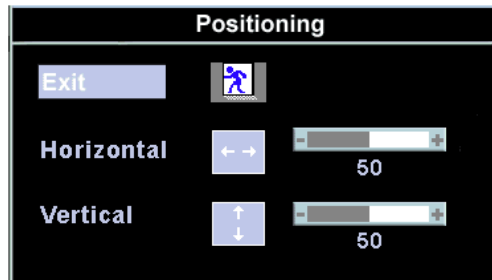 Positioning
Exit
Horizontal
- +
50
Vertical
- +
50